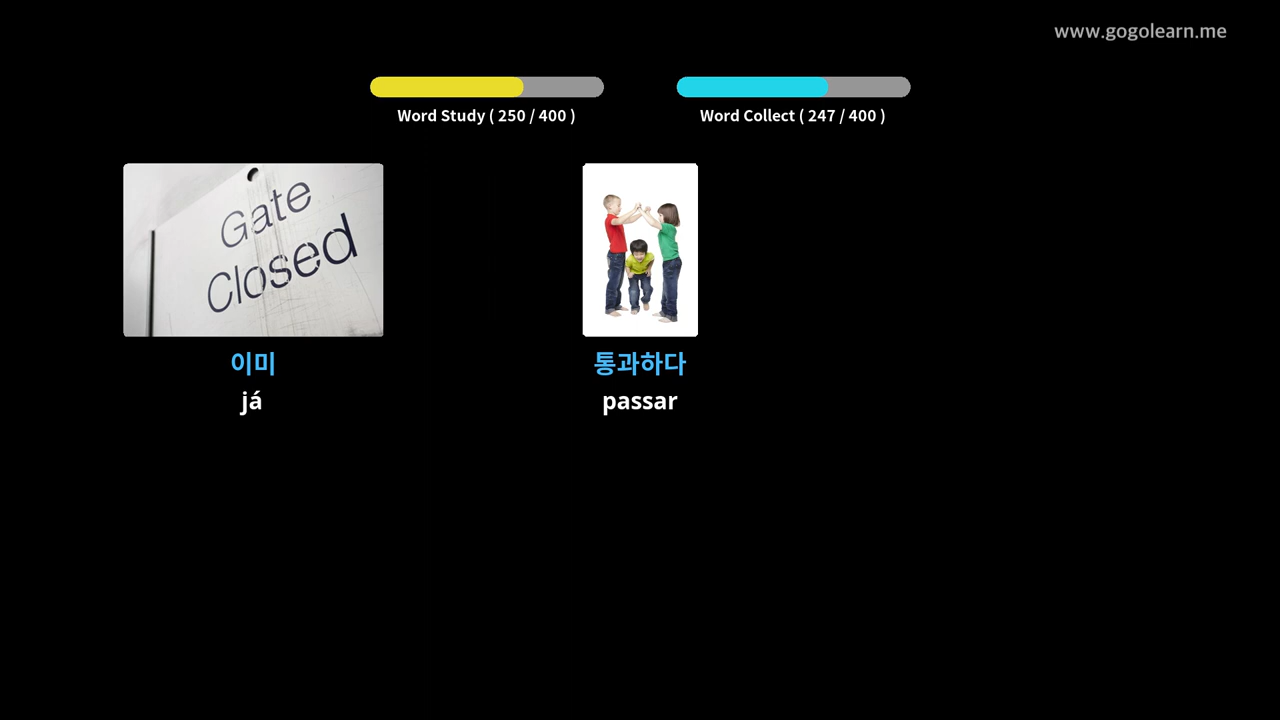 www.gogolearn.me
Word Study ( 250 / 400 )
Word Collect ( 247 / 400 )
Gate
Closed
이미
já
통과하다
passar